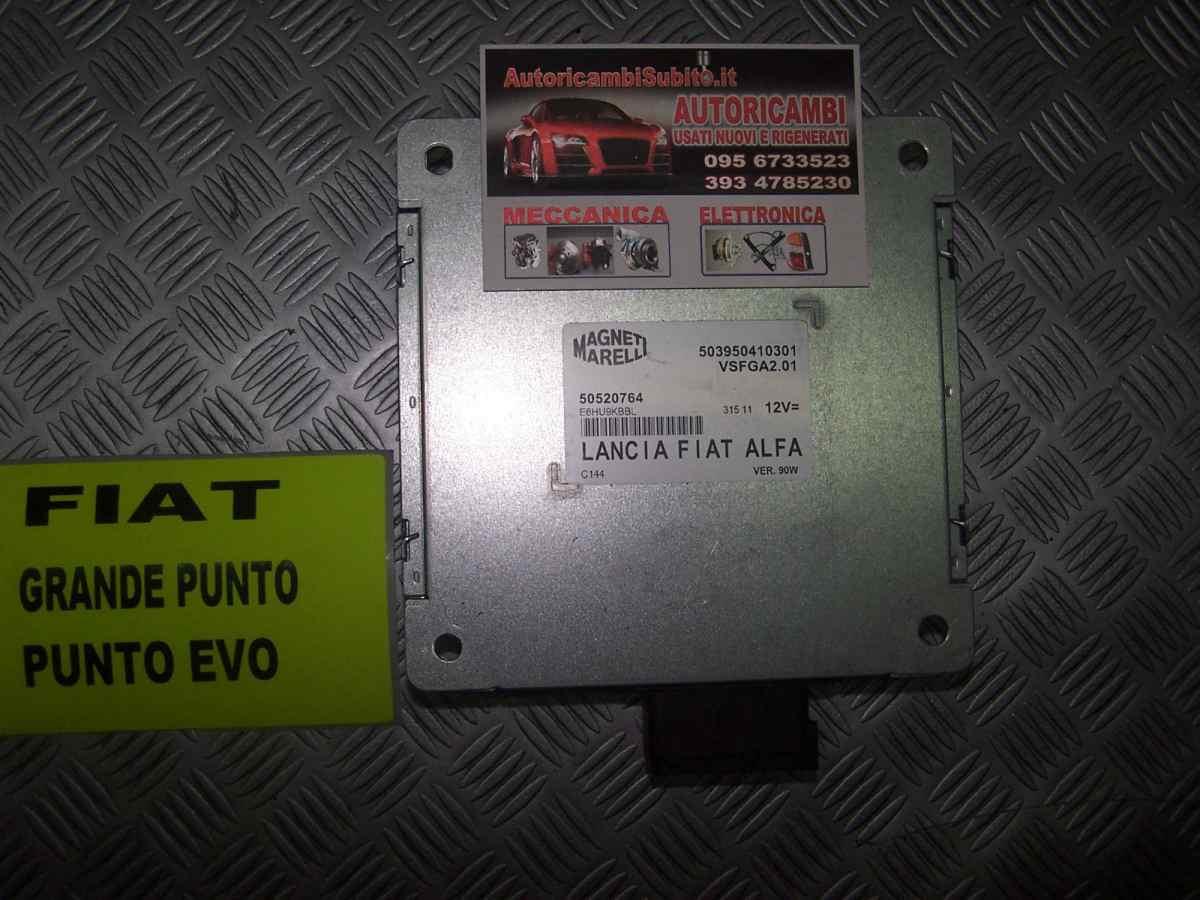 AutoricambiSubito.it
AUTORICAMBI
USATI NUOVI E RIGENERATI
095 6733523
393 4785230
MECCANICA ELETTRONICA
MAGNETI
MARELLI
503950410301
VSFGA2.01
50520764
E6HU9KBBL 315 11 12V=
LANCIA FIAT ALFA
C144 VER. 90W
FIAT
GRANDE PUNTO
PUNTO EVO